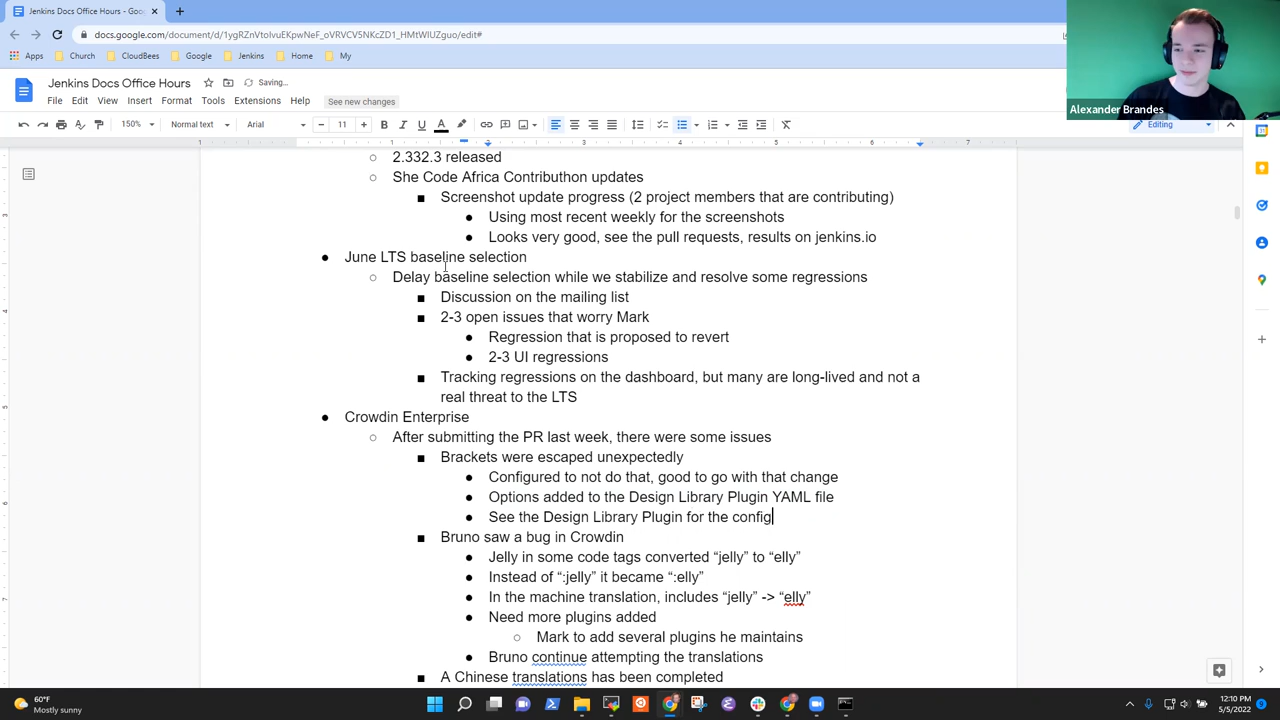 Jenkins Docs Office Hours - Goo
docs.google.com/document/d/1ygRZnVtoIvuEKpwNeF_oVRVCV5NKcZD1_HMtWIUZguo/edit#
Apps Church CloudBees Google Jenkins Home My
Jenkins Docs Office Hours Saving...
File Edit View Insert Format Tools Extensions Help See new changes
Alexander Brandes
150% Normal text Arial 11 Editing
2.332.3 released
She Code Africa Contributhon updates
Screenshot update progress (2 project members that are contributing)
Using most recent weekly for the screenshots
Looks very good, see the pull requests, results on jenkins.io
June LTS baseline selection
Delay baseline selection while we stabilize and resolve some regressions
Discussion on the mailing list
2-3 open issues that worry Mark
Regression that is proposed to revert
2-3 UI regressions
Tracking regressions on the dashboard, but many are long-lived and not a
real threat to the LTS
Crowdin Enterprise
After submitting the PR last week, there were some issues
Brackets were escaped unexpectedly
Configured to not do that, good to go with that change
Options added to the Design Library Plugin YAML file
See the Design Library Plugin for the config
Bruno saw a bug in Crowdin
Jelly in some code tags converted “jelly” to “elly”
Instead of “:jelly” it became “:elly”
In the machine translation, includes “jelly” -> “elly”
Need more plugins added
Mark to add several plugins he maintains
Bruno continue attempting the translations
A Chinese translations has been completed
60°F
Mostly sunny
12:10 PM
5/5/2022